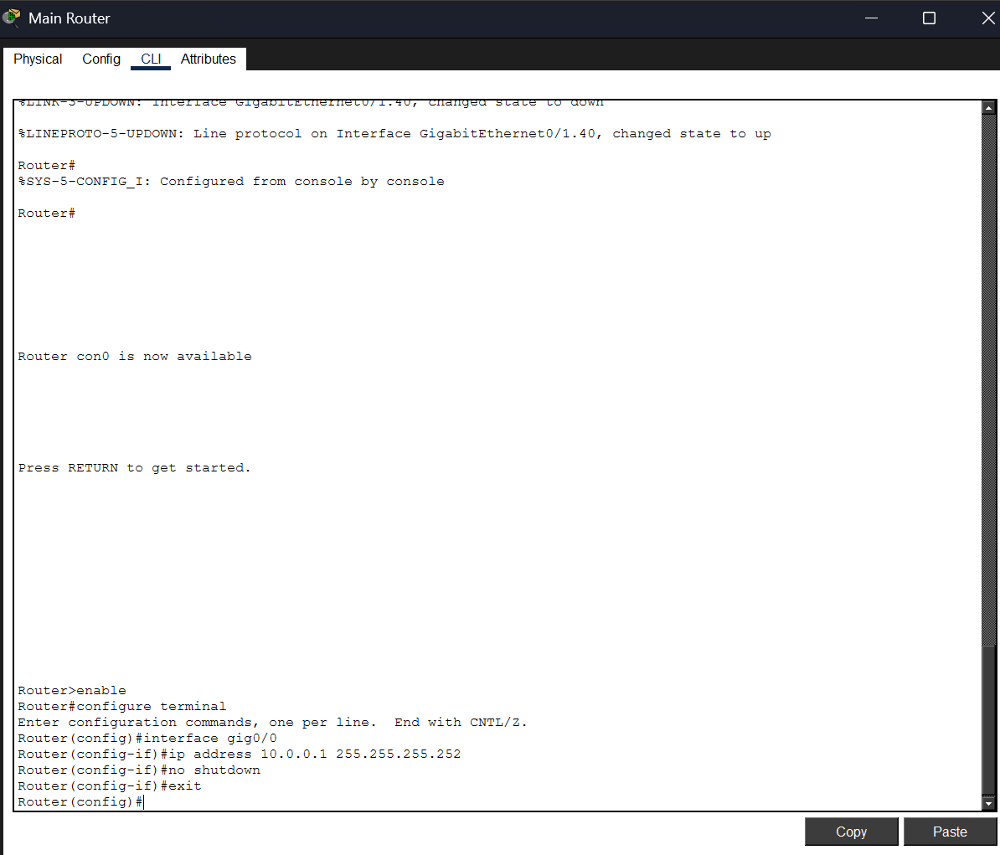 Main Router
Physical Config CLI Attributes
%LINK-3-UPDOWN: Interface GigabitEthernet0/1.40, changed state to down
%LINEPROTO-5-UPDOWN: Line protocol on Interface GigabitEthernet0/1.40, changed state to up
Router#
%SYS-5-CONFIG_I: Configured from console by console
Router#
Router con0 is now available
Press RETURN to get started.
Router>enable
Router#configure terminal
Enter configuration commands, one per line.  End with CNTL/Z.
Router(config)#interface gig0/0
Router(config-if)#ip address 10.0.0.1 255.255.255.252
Router(config-if)#no shutdown
Router(config-if)#exit
Router(config)#
Copy Paste